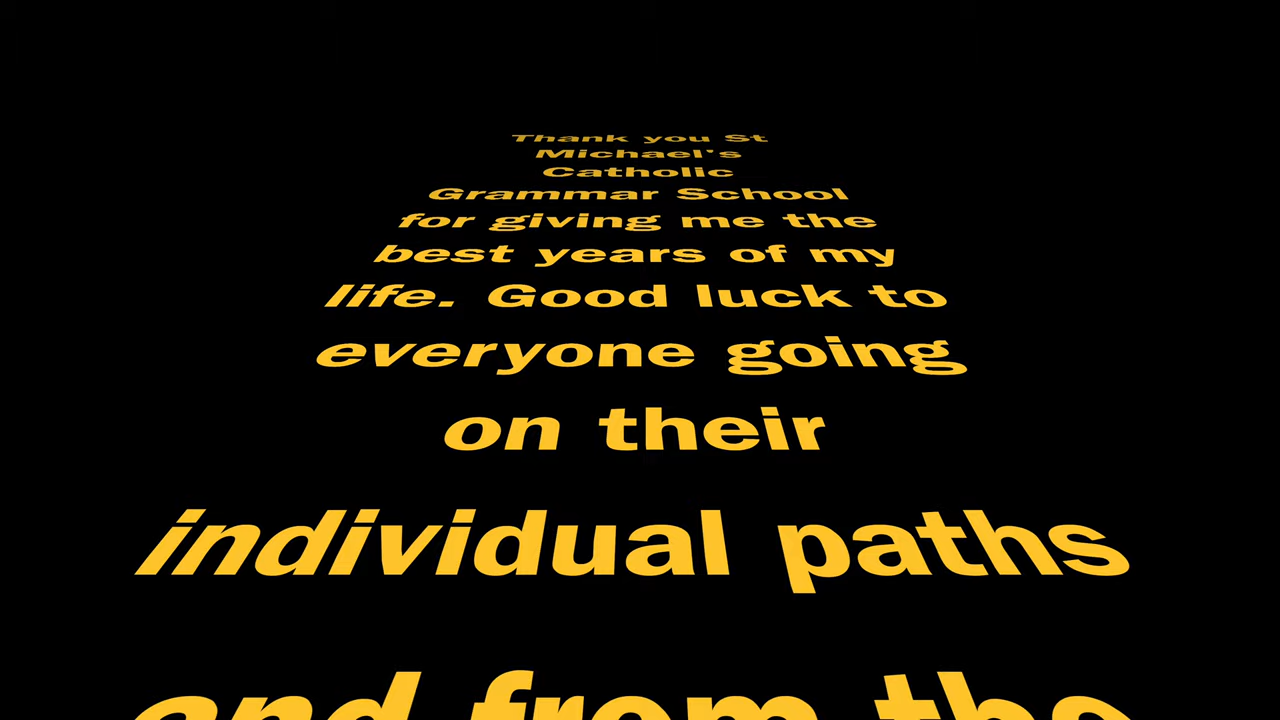 Thank you St
Michael's
Catholic
Grammar School
for giving me the
best years of my
life. Good luck to
everyone going
on their
individual paths
and from the